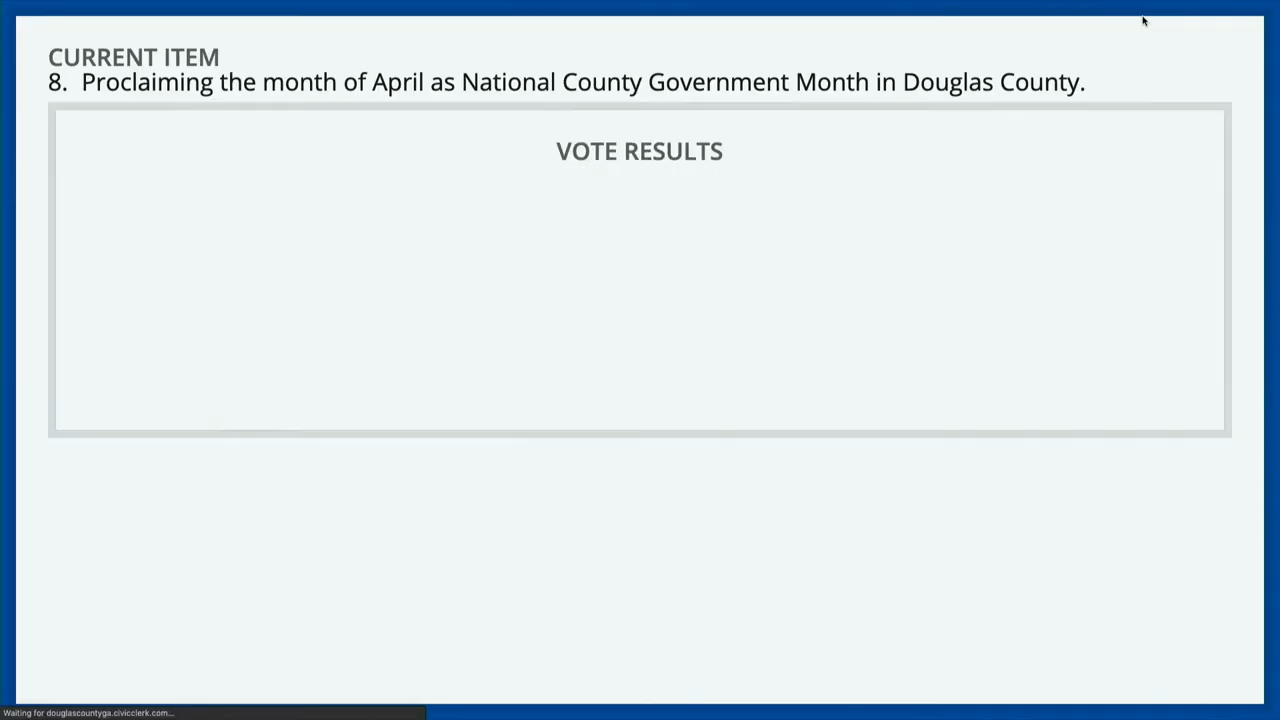 CURRENT ITEM
8. Proclaiming the month of April as National County Government Month in Douglas County.
VOTE RESULTS
Waiting for douglascountyga.civicclerk.com...